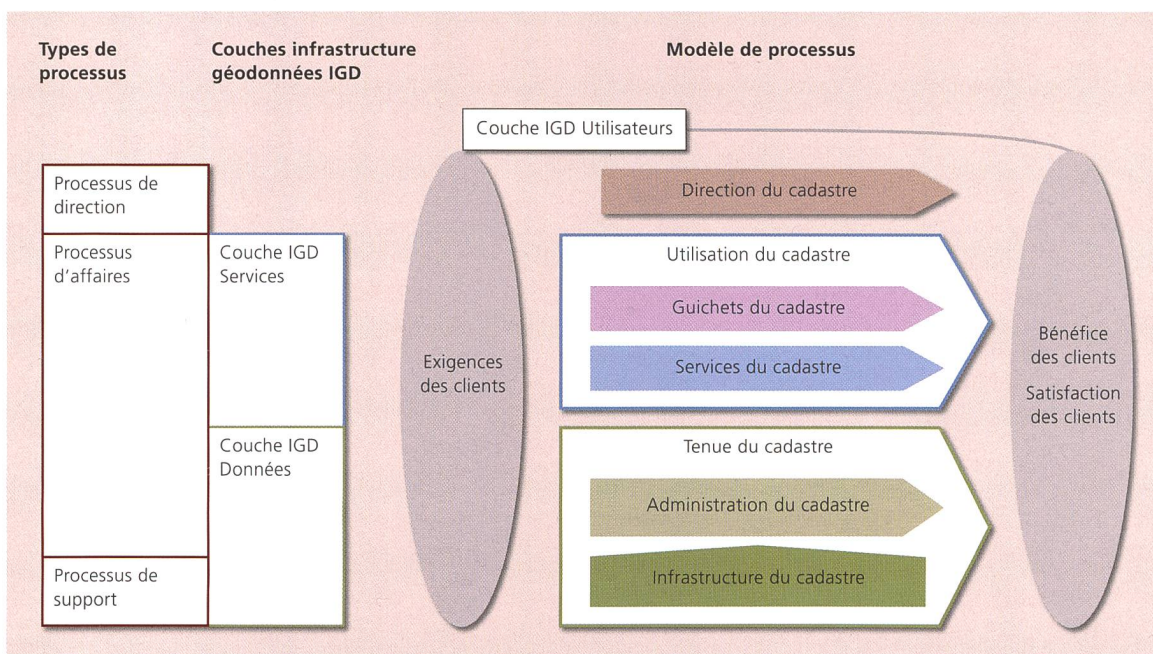 Types de
processus
Couches infrastructure
géodonnées IGD
Modèle de processus
Couche IGD Utilisateurs
Processus de
direction
Processus
d'affaires
Processus de
support
Couche IGD
Services
Couche IGD
Données
Exigences
des clients
Direction du cadastre
Utilisation du cadastre
Guichets du cadastre
Services du cadastre
Tenue du cadastre
Administration du cadastre
Infrastructure du cadastre
Bénéfice
des clients
Satisfaction
des clients